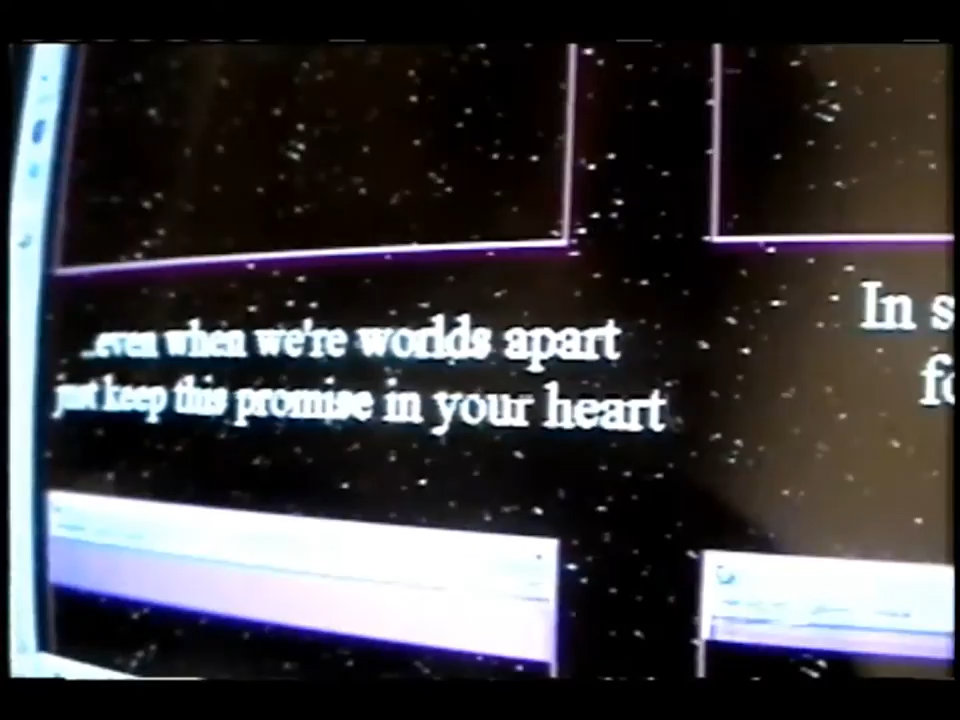 ..even when we're worlds apart
just keep this promise in your heart
In s
fo